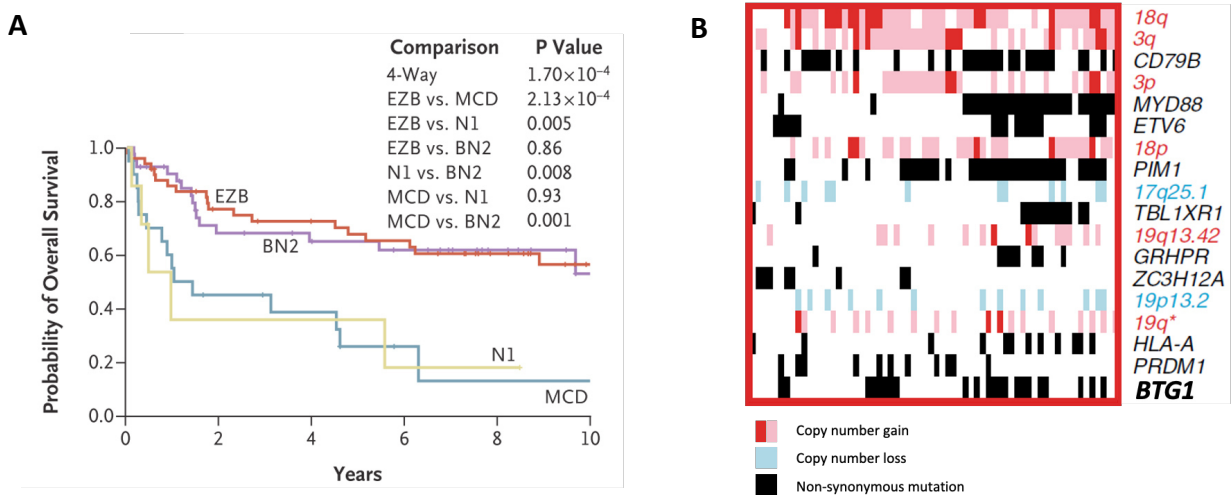 A
Comparison P Value
4-Way 1.70×10⁻⁴
EZB vs. MCD 2.13×10⁻⁴
EZB vs. N1 0.005
EZB vs. BN2 0.86
N1 vs. BN2 0.008
MCD vs. N1 0.93
MCD vs. BN2 0.001
Probability of Overall Survival
1.0
0.8
0.6
0.4
0.2
0.0
EZB
BN2
N1
MCD
0 2 4 6 8 10
Years
B
18q
3q
CD79B
3p
MYD88
ETV6
18p
PIM1
17q25.1
TBL1XR1
19q13.42
GRHPR
ZC3H12A
19p13.2
19q*
HLA-A
PRDM1
BTG1
Copy number gain
Copy number loss
Non-synonymous mutation